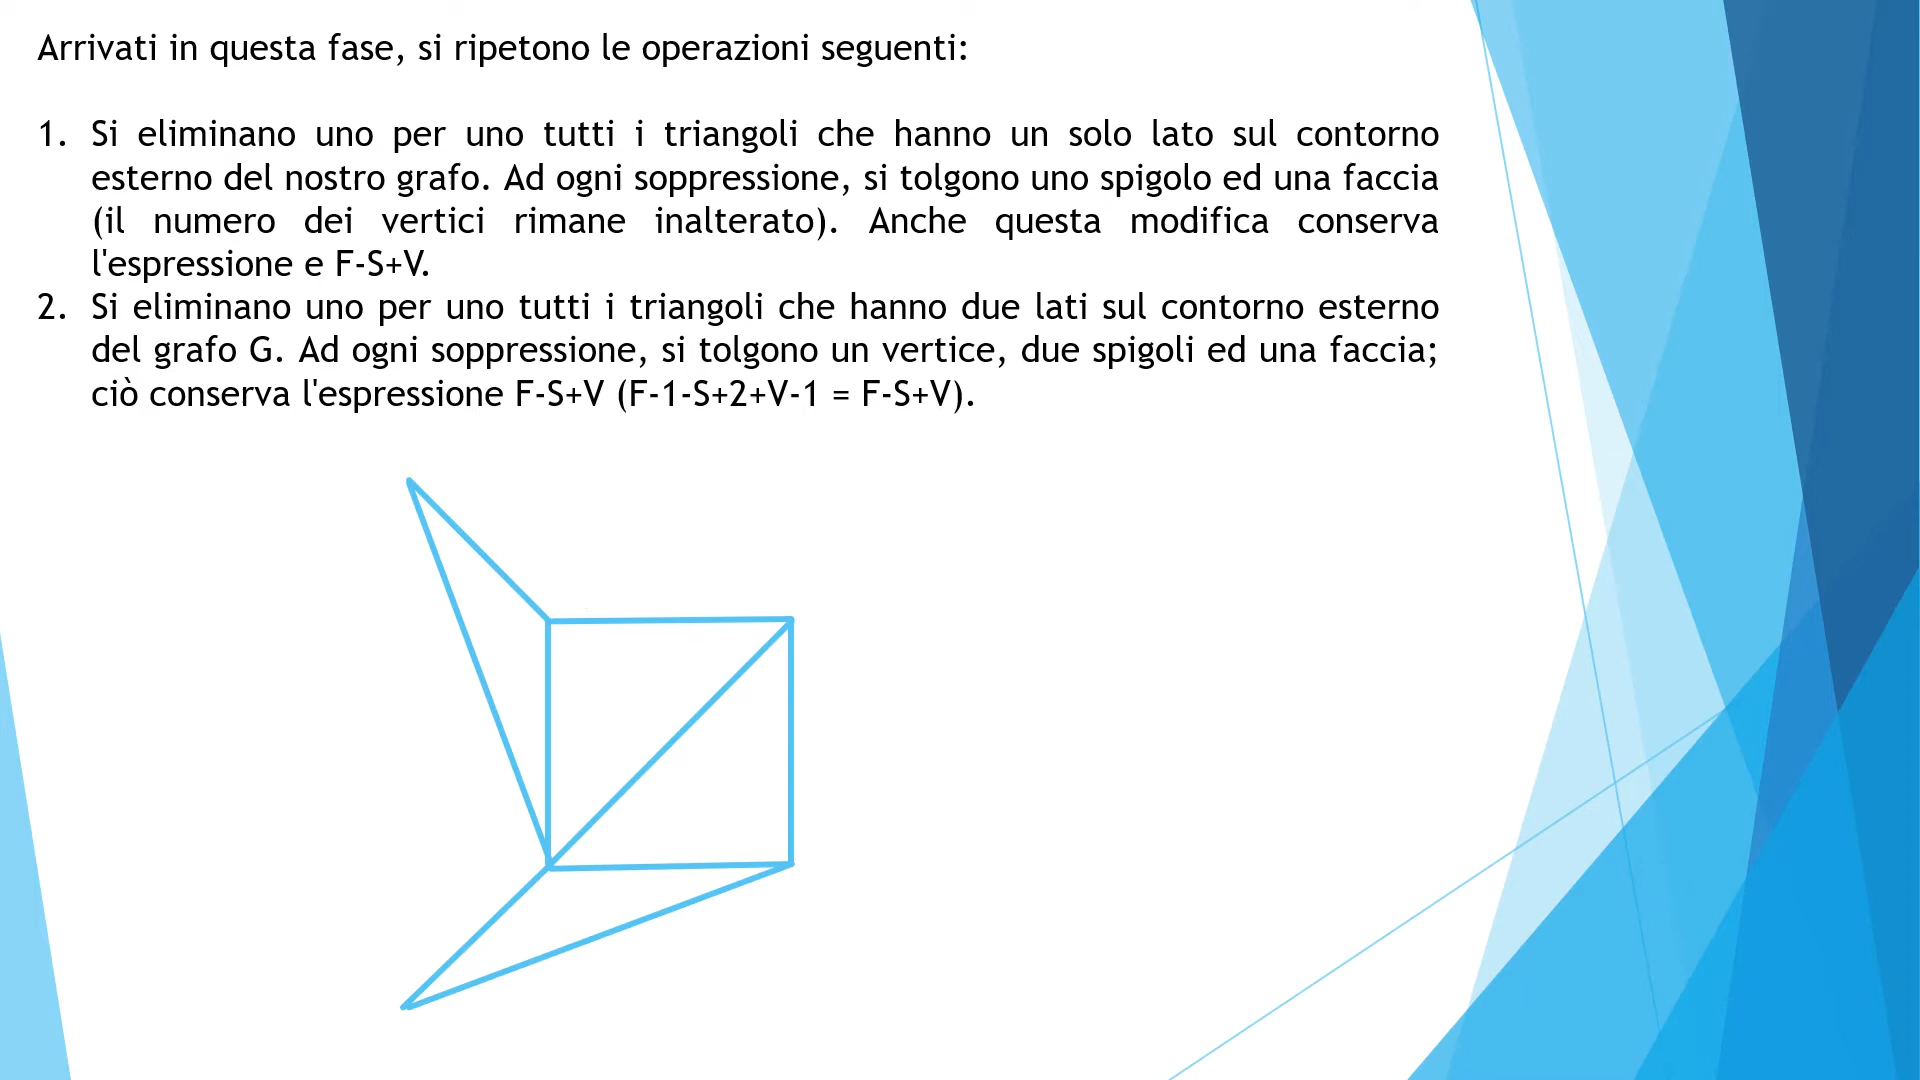 Arrivati in questa fase, si ripetono le operazioni seguenti:
1. Si eliminano uno per uno tutti i triangoli che hanno un solo lato sul contorno
esterno del nostro grafo. Ad ogni soppressione, si tolgono uno spigolo ed una faccia
(il numero dei vertici rimane inalterato). Anche questa modifica conserva
l'espressione e F-S+V.
2. Si eliminano uno per uno tutti i triangoli che hanno due lati sul contorno esterno
del grafo G. Ad ogni soppressione, si tolgono un vertice, due spigoli ed una faccia;
ciò conserva l'espressione F-S+V (F-1-S+2+V-1 = F-S+V).